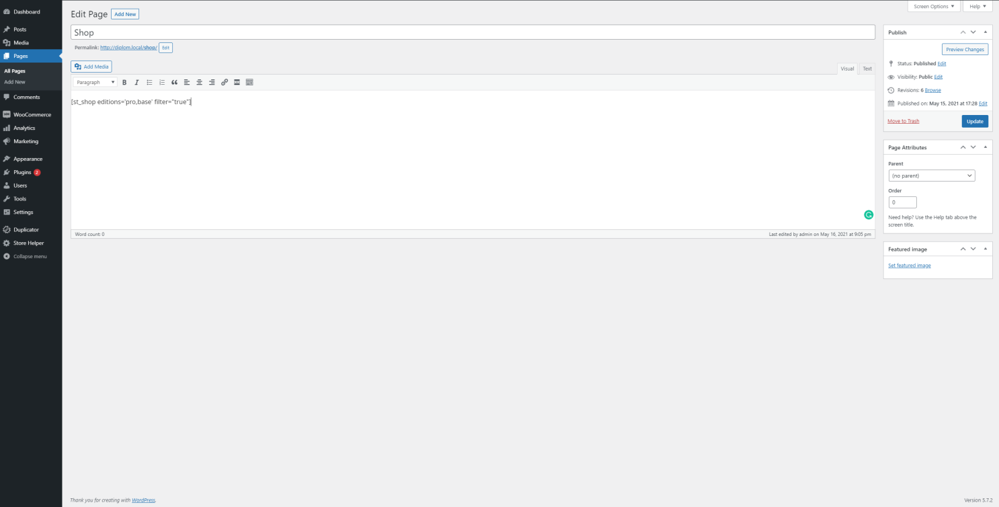 Dashboard
Posts
Media
Pages
All Pages
Add New
Comments
WooCommerce
Analytics
Marketing
Appearance
Plugins 2
Users
Tools
Settings
Duplicator
Store Helper
Collapse menu
Screen Options ▼ Help ▼
Edit Page Add New
Shop
Permalink: http://diplom.local/shop/ Edit
Add Media
Visual Text
Paragraph
[st_shop editions='pro,base' filter="true"]
Word count: 0
Last edited by admin on May 16, 2021 at 9:05 pm
Publish
Preview Changes
Status: Published Edit
Visibility: Public Edit
Revisions: 6 Browse
Published on: May 15, 2021 at 17:28 Edit
Move to Trash Update
Page Attributes
Parent
(no parent)
Order
0
Need help? Use the Help tab above the
screen title.
Featured image
Set featured image
Thank you for creating with WordPress.
Version 5.7.2